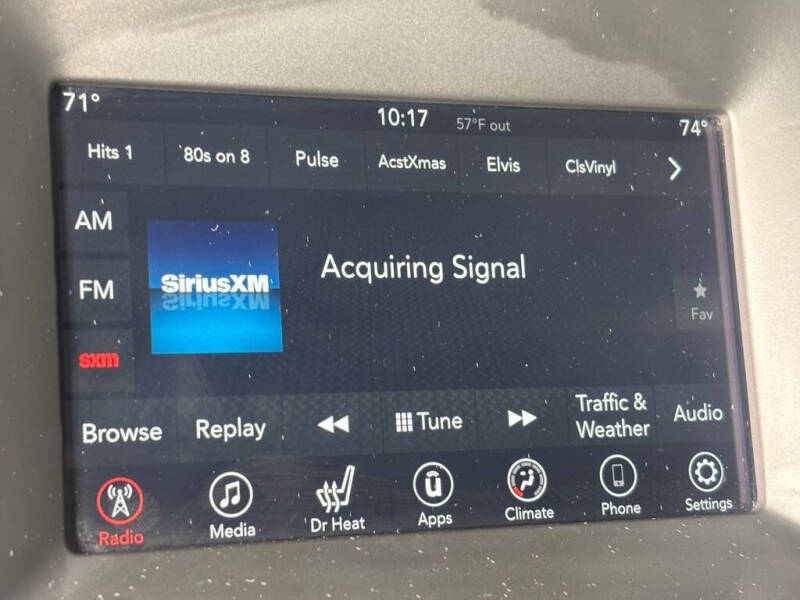 71°
10:17
57°F out
74°
Hits 1
80s on 8
Pulse
AcstXmas
Elvis
ClsVinyl
AM
FM
sxm
SiriusXM
Acquiring Signal
Fav
Browse
Replay
Tune
Traffic &
Weather
Audio
Radio
Media
Dr Heat
Apps
Climate
Phone
Settings